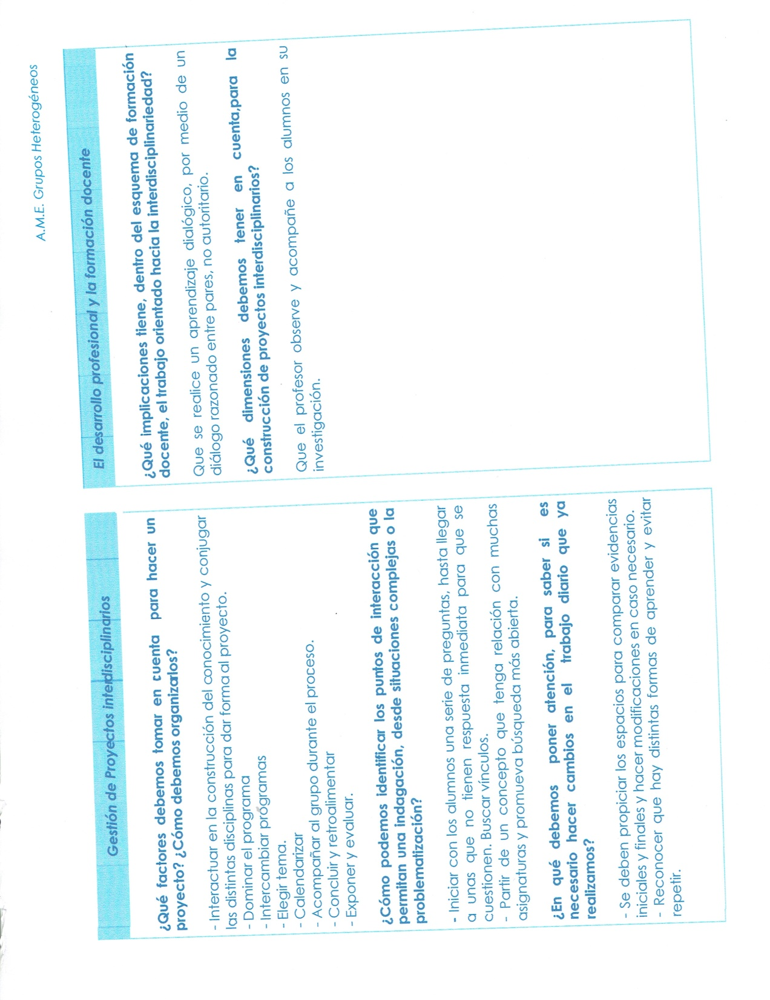 A.M.E. Grupos Heterogéneos
Gestión de Proyectos interdisciplinarios
¿Qué factores debemos tomar en cuenta para hacer un
proyecto? ¿Cómo debemos organizarlos?
- Interactuar en la construcción del conocimiento y conjugar
las distintas disciplinas para dar forma al proyecto.
- Dominar el programa
- Intercambiar programas
- Elegir tema.
- Calendarizar
- Acompañar al grupo durante el proceso.
- Concluir y retroalimentar
- Exponer y evaluar.
¿Cómo podemos identificar los puntos de interacción que
permitan una indagación, desde situaciones complejas o la
problematización?
- Iniciar con los alumnos una serie de preguntas, hasta llegar
a unas que no tienen respuesta inmediata para que se
cuestionen. Buscar vínculos.
- Partir de un concepto que tenga relación con muchas
asignaturas y promueva búsqueda más abierta.
¿En qué debemos poner atención, para saber si es
necesario hacer cambios en el trabajo diario que ya
realizamos?
- Se deben propiciar los espacios para comparar evidencias
iniciales y finales y hacer modificaciones en caso necesario.
- Reconocer que hay distintas formas de aprender y evitar
repetir.
El desarrollo profesional y la formación docente
¿Qué implicaciones tiene, dentro del esquema de formación
docente, el trabajo orientado hacia la interdisciplinariedad?
Que se realice un aprendizaje dialógico, por medio de un
diálogo razonado entre pares, no autoritario.
¿Qué dimensiones debemos tener en cuenta,para la
construcción de proyectos interdisciplinarios?
Que el profesor observe y acompañe a los alumnos en su
investigación.